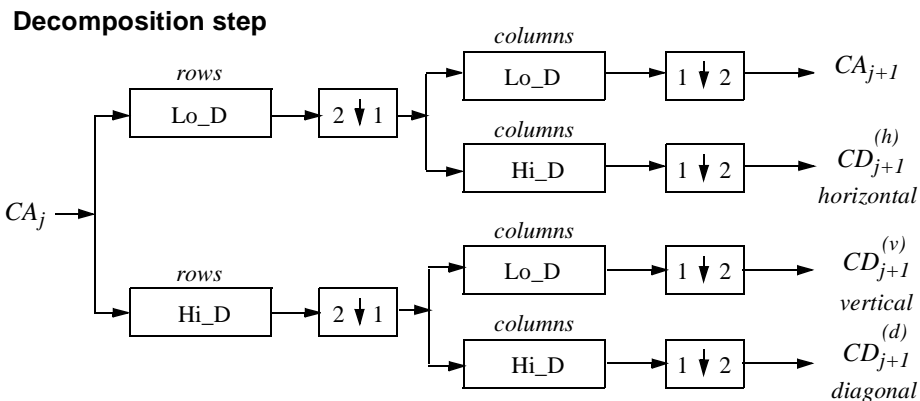 Decomposition step
columns
rows
Lo_D
1 ↓ 2
CA_{j+1}
Lo_D
2 ↓ 1
columns
Hi_D
1 ↓ 2
CD_{j+1}^{(h)}
horizontal
CA_j
columns
rows
Lo_D
1 ↓ 2
CD_{j+1}^{(v)}
vertical
Hi_D
2 ↓ 1
columns
Hi_D
1 ↓ 2
CD_{j+1}^{(d)}
diagonal